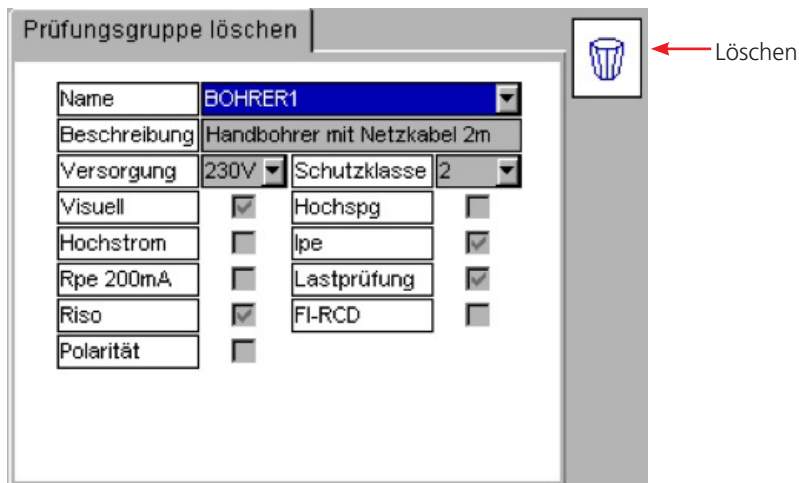 Prüfungsgruppe löschen
Löschen
Name BOHRER1
Beschreibung Handbohrer mit Netzkabel 2m
Versorgung 230V Schutzklasse 2
Visuell Hochspg
Hochstrom Ipe
Rpe 200mA Lastprüfung
Riso FI-RCD
Polarität